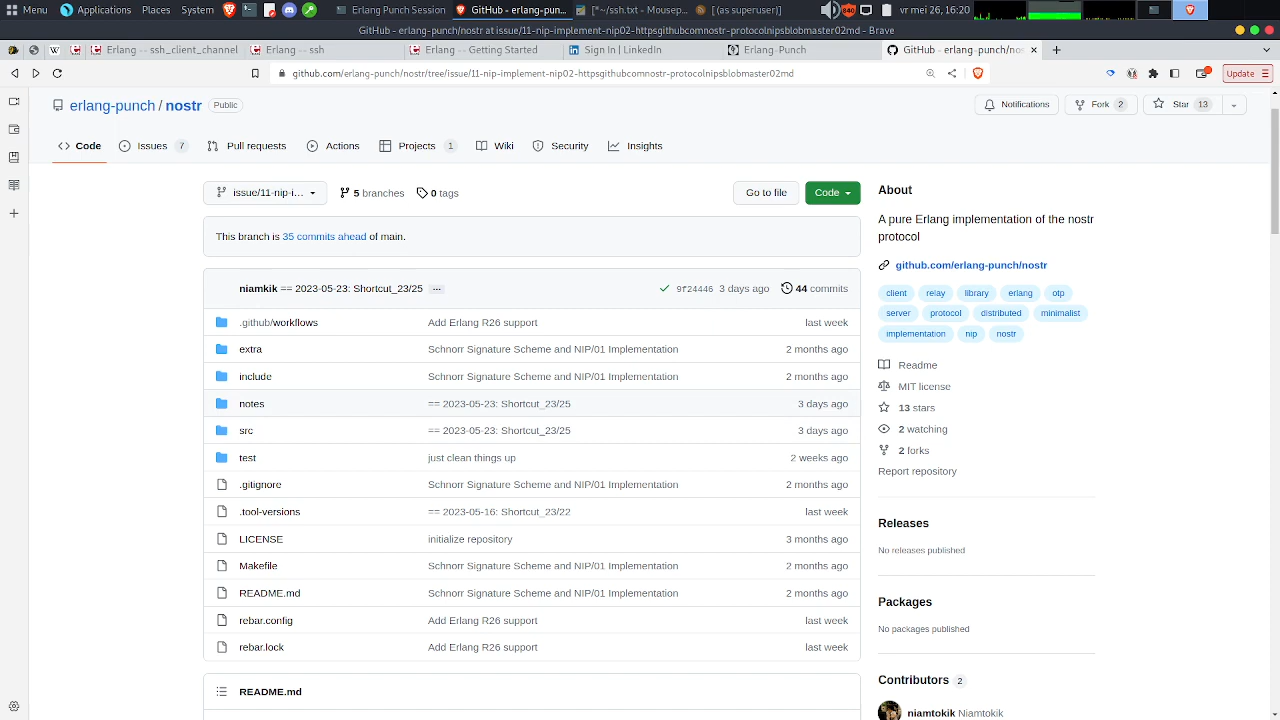 Menu Applications Places System Erlang Punch GitHub - erlang-pun... [~/ssh.txt - Mousep... [(as superuser)] 840 vr mei 26, 16:20
GitHub - erlang-punch/nostr at issue/11-nip-implement-nip02-httpsgithubcomnostr-protocolnipsblobmaster02md - Brave
Erlang -- ssh_client_channel Erlang -- ssh Erlang -- Getting Started Sign In | LinkedIn Erlang-Punch GitHub - erlang-punch/nos
github.com/erlang-punch/nostr/tree/issue/11-nip-implement-nip02-httpsgithubcomnostr-protocolnipsblobmaster02md Update
erlang-punch / nostr Public
Notifications Fork 2 Star 13
Code Issues 7 Pull requests Actions Projects 1 Wiki Security Insights
issue/11-nip-i... 5 branches 0 tags Go to file Code
This branch is 35 commits ahead of main.
niamkik == 2023-05-23: Shortcut_23/25 ... 9f24446 3 days ago 44 commits
.github/workflows Add Erlang R26 support last week
extra Schnorr Signature Scheme and NIP/01 Implementation 2 months ago
include Schnorr Signature Scheme and NIP/01 Implementation 2 months ago
notes == 2023-05-23: Shortcut_23/25 3 days ago
src == 2023-05-23: Shortcut_23/25 3 days ago
test just clean things up 2 weeks ago
.gitignore Schnorr Signature Scheme and NIP/01 Implementation 2 months ago
.tool-versions == 2023-05-16: Shortcut_23/22 last week
LICENSE initialize repository 3 months ago
Makefile Schnorr Signature Scheme and NIP/01 Implementation 2 months ago
README.md Schnorr Signature Scheme and NIP/01 Implementation 2 months ago
rebar.config Add Erlang R26 support last week
rebar.lock Add Erlang R26 support last week
README.md
About
A pure Erlang implementation of the nostr
protocol
github.com/erlang-punch/nostr
client relay library erlang otp
server protocol distributed minimalist
implementation nip nostr
Readme
MIT license
13 stars
2 watching
2 forks
Report repository
Releases
No releases published
Packages
No packages published
Contributors 2
niamtokik Niamtokik